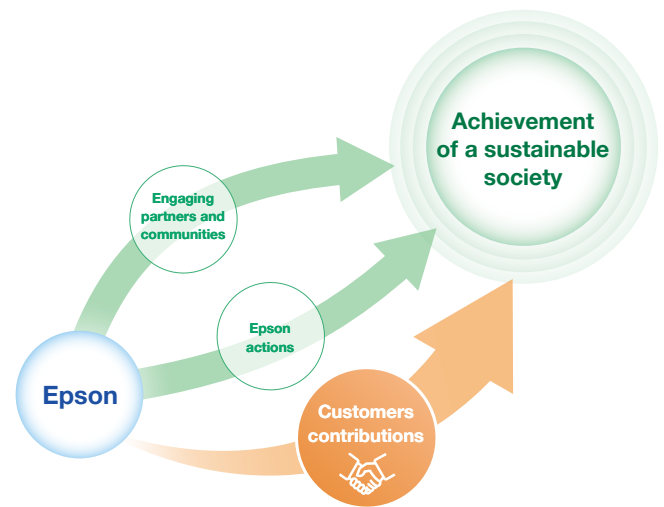 Achievement
of a sustainable
society
Engaging
partners and
communities
Epson
actions
Epson
Customers
contributions